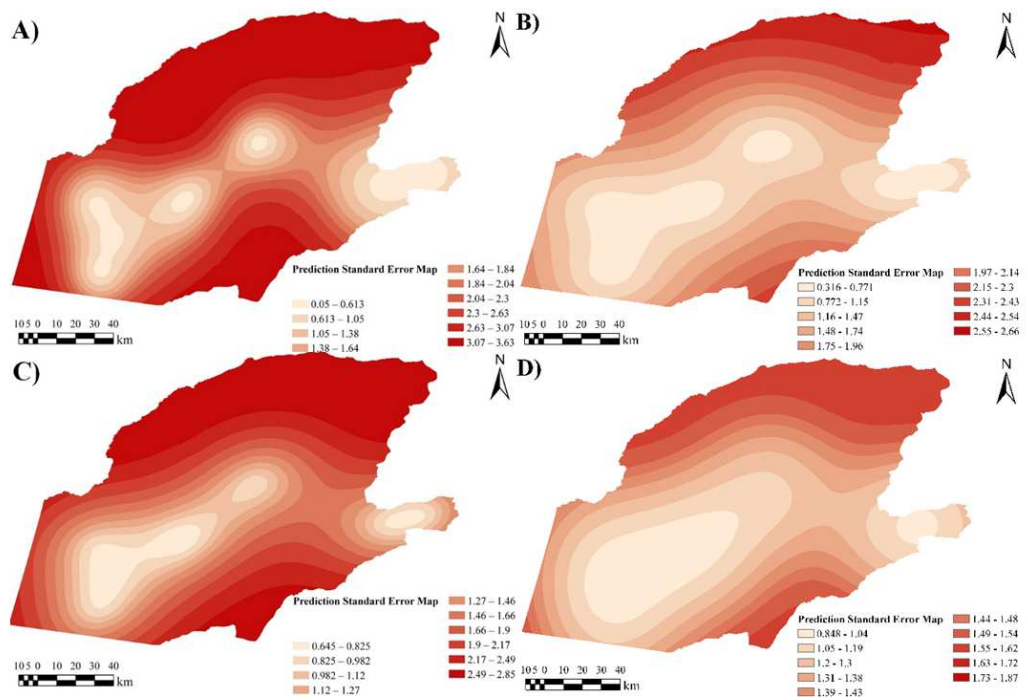 A)
N
Prediction Standard Error Map
0.05 – 0.613
0.613 – 1.05
1.05 – 1.38
1.38 – 1.64
1.64 – 1.84
1.84 – 2.04
2.04 – 2.3
2.3 – 2.63
2.63 – 3.07
3.07 – 3.63
105 0 10 20 30 40
km
B)
N
Prediction Standard Error Map
0.316 - 0.771
0.772 - 1.15
1.16 - 1.47
1.48 - 1.74
1.75 - 1.96
1.97 - 2.14
2.15 - 2.3
2.31 - 2.43
2.44 - 2.54
2.55 - 2.66
105 0 10 20 30 40
km
C)
N
Prediction Standard Error Map
0.645 – 0.825
0.825 – 0.982
0.982 – 1.12
1.12 – 1.27
1.27 – 1.46
1.46 – 1.66
1.66 – 1.9
1.9 – 2.17
2.17 – 2.49
2.49 – 2.85
105 0 10 20 30 40
km
D)
N
Prediction Standard Error Map
0.848 - 1.04
1.05 - 1.19
1.2 - 1.3
1.31 - 1.38
1.39 - 1.43
1.44 - 1.48
1.49 - 1.54
1.55 - 1.62
1.63 - 1.72
1.73 - 1.87
105 0 10 20 30 40
km